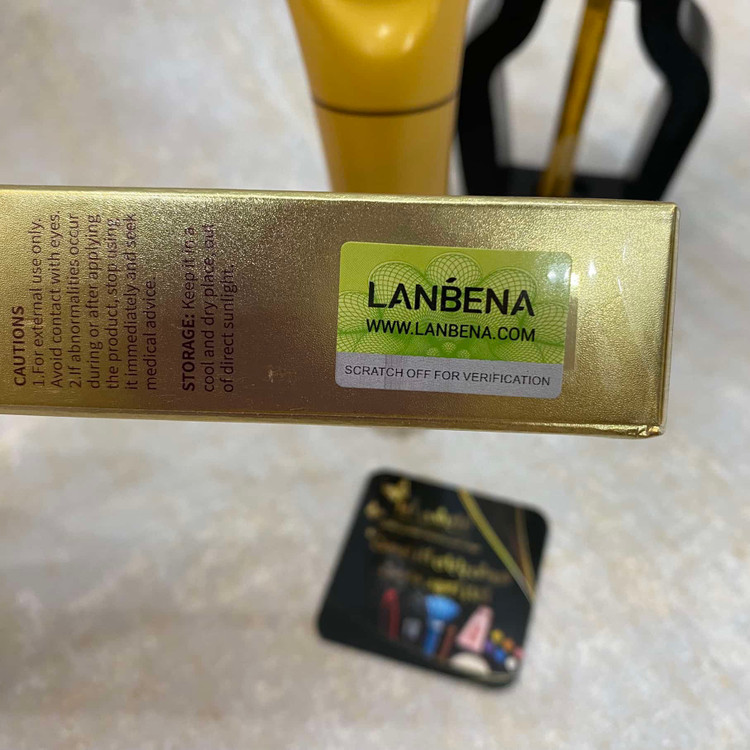 CAUTIONS
1.For external use only.
Avoid contact with eyes.
2.If abnormalities occur
during or after applying
the product, stop using
it immediately and seek
medical advice.
STORAGE: Keep it in a
cool and dry place, out
of direct sunlight.
LANBENA
WWW.LANBENA.COM
SCRATCH OFF FOR VERIFICATION